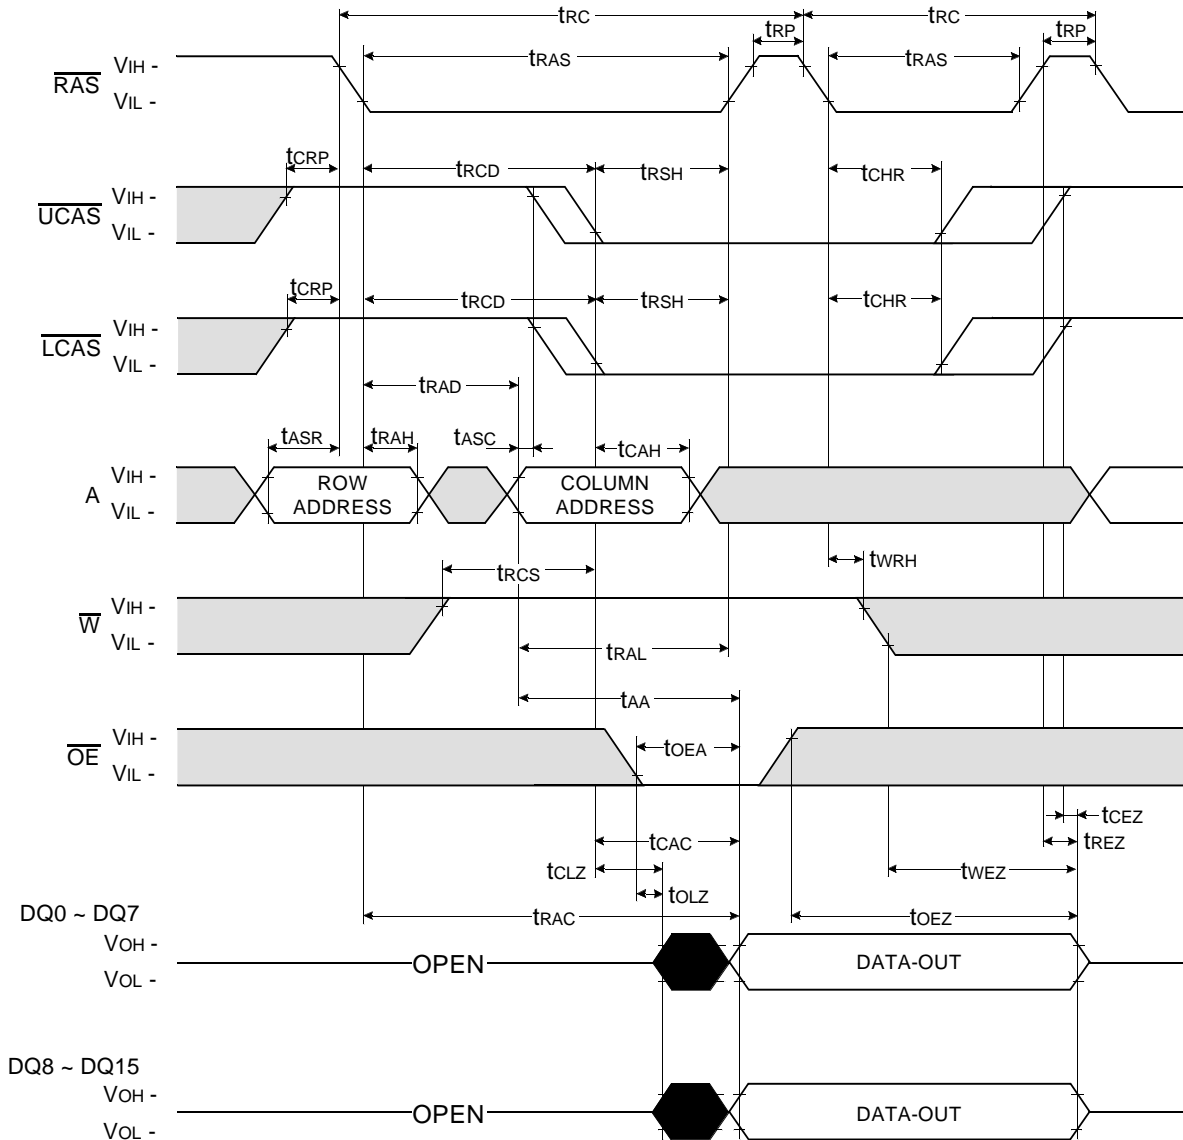 tRC tRC
tRP tRP
tRAS tRAS
RAS VIH -
VIL -
tCRP tRCD tRSH tCHR
UCAS VIH -
VIL -
tCRP tRCD tRSH tCHR
LCAS VIH -
VIL -
tRAD
tASR tRAH tASC tCAH
A VIH -
VIL -
ROW ADDRESS
COLUMN ADDRESS
tWRH
tRCS
W VIH -
VIL -
tRAL
tAA
OE VIH -
VIL -
tOEA
tCEZ
tCAC tREZ
tCLZ tWEZ
tOLZ
DQ0 ~ DQ7 tRAC tOEZ
VOH -
VOL -
OPEN DATA-OUT
DQ8 ~ DQ15
VOH -
VOL -
OPEN DATA-OUT